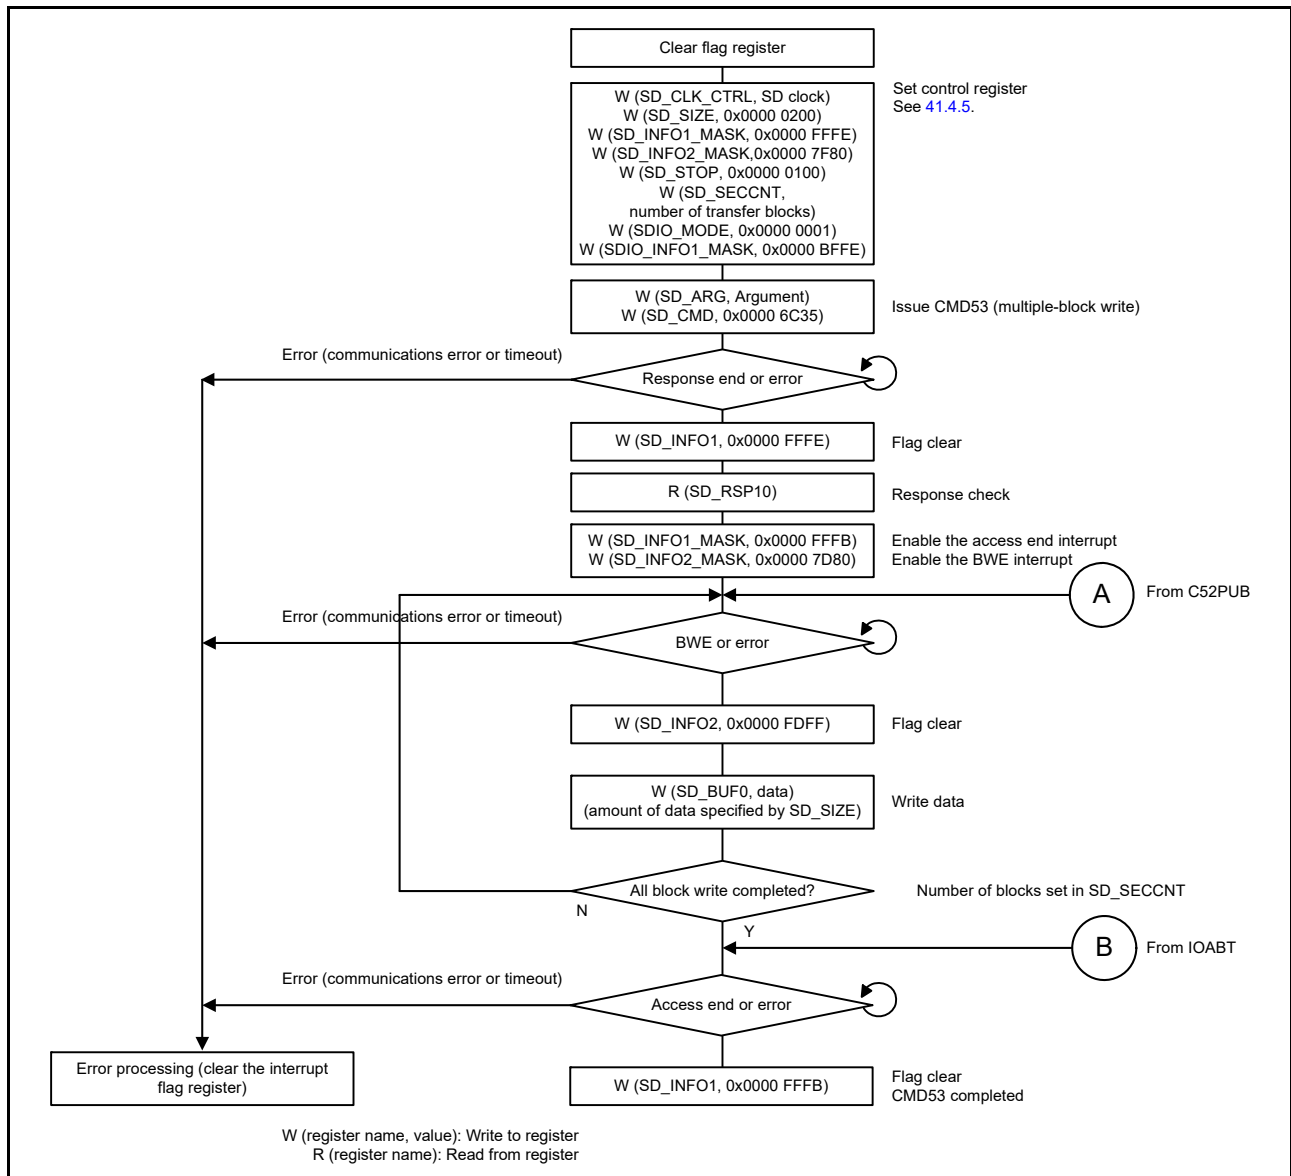 Clear flag register
W (SD_CLK_CTRL, SD clock)
W (SD_SIZE, 0x0000 0200)
W (SD_INFO1_MASK, 0x0000 FFFE)
W (SD_INFO2_MASK,0x0000 7F80)
W (SD_STOP, 0x0000 0100)
W (SD_SECCNT,
number of transfer blocks)
W (SDIO_MODE, 0x0000 0001)
W (SDIO_INFO1_MASK, 0x0000 BFFE)
Set control register
See 41.4.5.
W (SD_ARG, Argument)
W (SD_CMD, 0x0000 6C35)
Issue CMD53 (multiple-block write)
Error (communications error or timeout)
Response end or error
W (SD_INFO1, 0x0000 FFFE)
Flag clear
R (SD_RSP10)
Response check
W (SD_INFO1_MASK, 0x0000 FFFB)
W (SD_INFO2_MASK, 0x0000 7D80)
Enable the access end interrupt
Enable the BWE interrupt
A
From C52PUB
Error (communications error or timeout)
BWE or error
W (SD_INFO2, 0x0000 FDFF)
Flag clear
W (SD_BUF0, data)
(amount of data specified by SD_SIZE)
Write data
All block write completed?
Number of blocks set in SD_SECCNT
N
Y
B
From IOABT
Error (communications error or timeout)
Access end or error
Error processing (clear the interrupt
flag register)
W (SD_INFO1, 0x0000 FFFB)
Flag clear
CMD53 completed
W (register name, value): Write to register
R (register name): Read from register